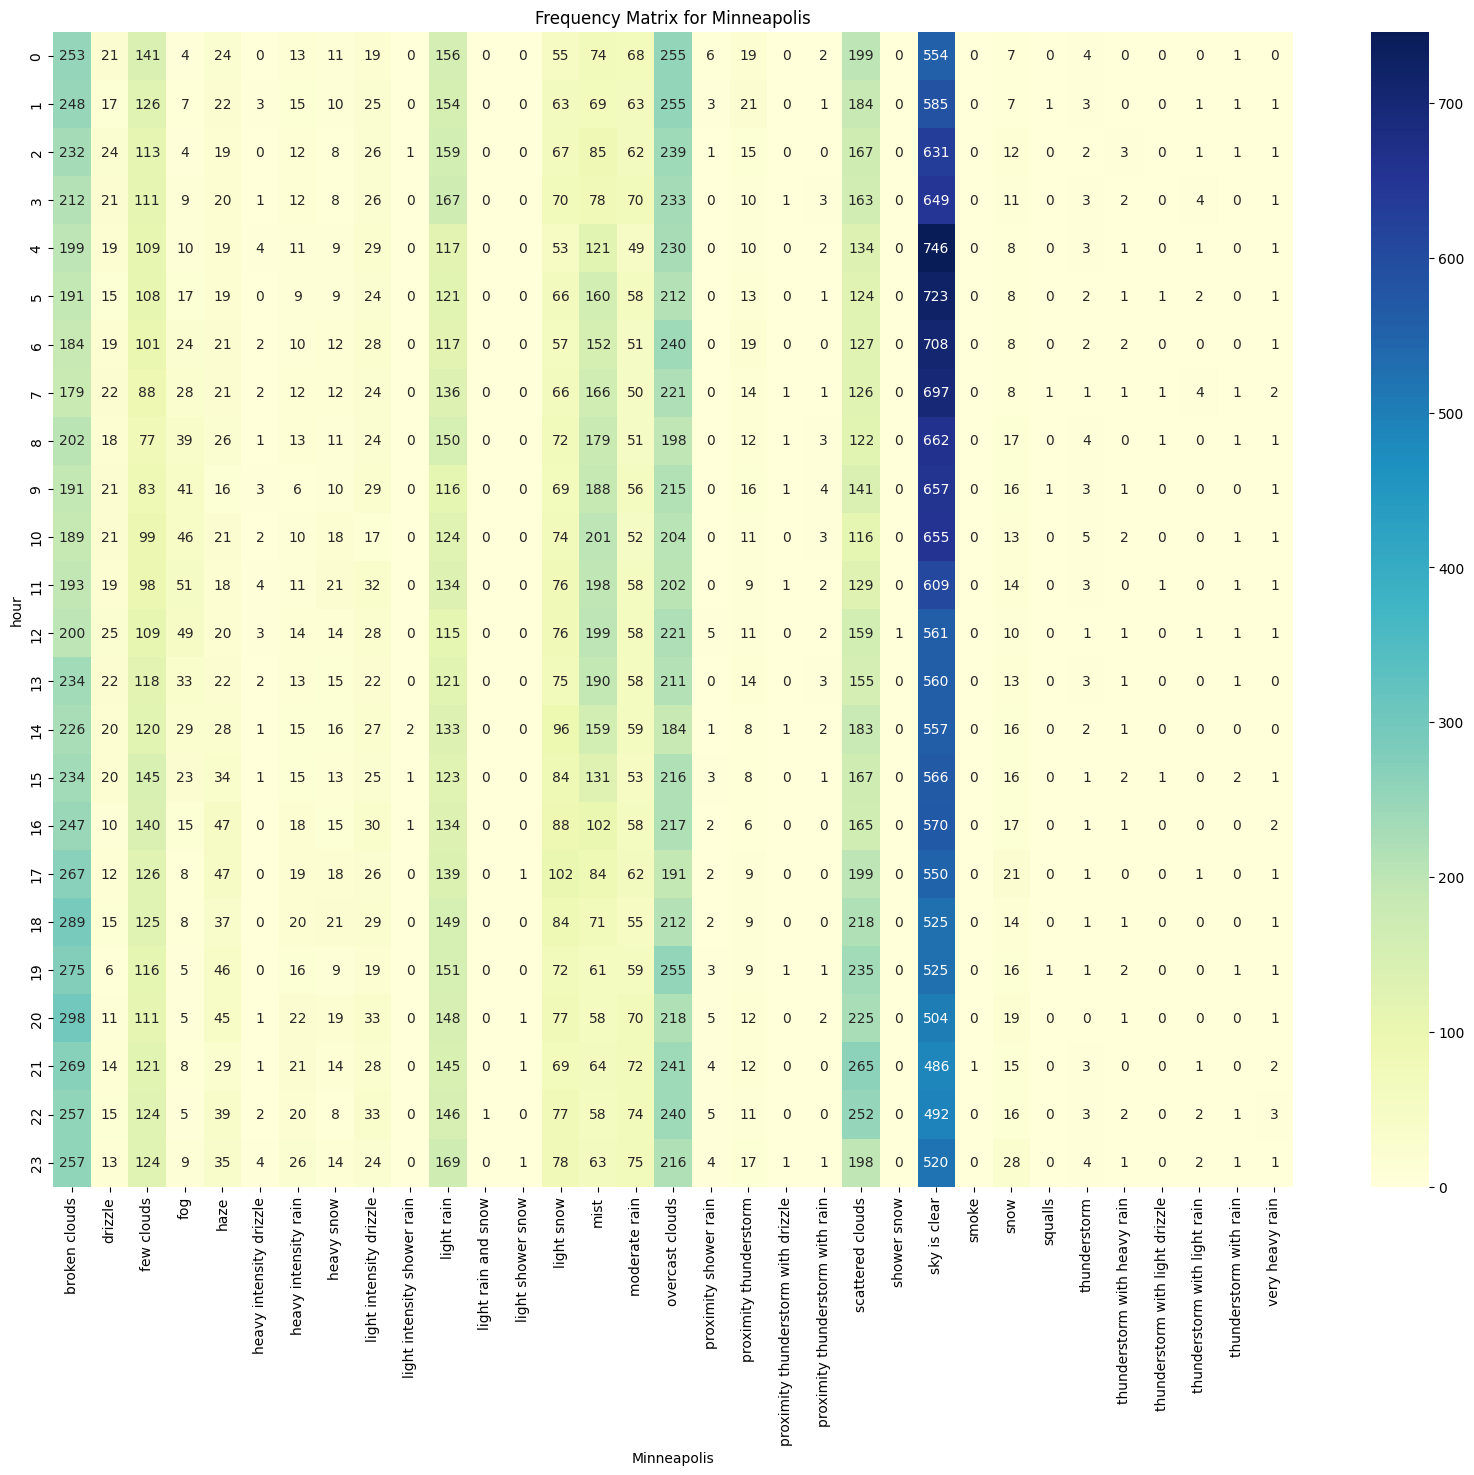 Frequency Matrix for Minneapolis
0 253 21 141 4 24 0 13 11 19 0 156 0 0 55 74 68 255 6 19 0 2 199 0 554 0 7 0 4 0 0 0 1 0
1 248 17 126 7 22 3 15 10 25 0 154 0 0 63 69 63 255 3 21 0 1 184 0 585 0 7 1 3 0 0 1 1 1
2 232 24 113 4 19 0 12 8 26 1 159 0 0 67 85 62 239 1 15 0 0 167 0 631 0 12 0 2 3 0 1 1 1
3 212 21 111 9 20 1 12 8 26 0 167 0 0 70 78 70 233 0 10 1 3 163 0 649 0 11 0 3 2 0 4 0 1
4 199 19 109 10 19 4 11 9 29 0 117 0 0 53 121 49 230 0 10 0 2 134 0 746 0 8 0 3 1 0 1 0 1
5 191 15 108 17 19 0 9 9 24 0 121 0 0 66 160 58 212 0 13 0 1 124 0 723 0 8 0 2 1 1 2 0 1
6 184 19 101 24 21 2 10 12 28 0 117 0 0 57 152 51 240 0 19 0 0 127 0 708 0 8 0 2 2 0 0 0 1
7 179 22 88 28 21 2 12 12 24 0 136 0 0 66 166 50 221 0 14 1 1 126 0 697 0 8 1 1 1 1 4 1 2
8 202 18 77 39 26 1 13 11 24 0 150 0 0 72 179 51 198 0 12 1 3 122 0 662 0 17 0 4 0 1 0 1 1
9 191 21 83 41 16 3 6 10 29 0 116 0 0 69 188 56 215 0 16 1 4 141 0 657 0 16 1 3 1 0 0 0 1
10 189 21 99 46 21 2 10 18 17 0 124 0 0 74 201 52 204 0 11 0 3 116 0 655 0 13 0 5 2 0 0 1 1
11 193 19 98 51 18 4 11 21 32 0 134 0 0 76 198 58 202 0 9 1 2 129 0 609 0 14 0 3 0 1 0 1 1
12 200 25 109 49 20 3 14 14 28 0 115 0 0 76 199 58 221 5 11 0 2 159 1 561 0 10 0 1 1 0 1 1 1
13 234 22 118 33 22 2 13 15 22 0 121 0 0 75 190 58 211 0 14 0 3 155 0 560 0 13 0 3 1 0 0 1 0
14 226 20 120 29 28 1 15 16 27 2 133 0 0 96 159 59 184 1 8 1 2 183 0 557 0 16 0 2 1 0 0 0 0
15 234 20 145 23 34 1 15 13 25 1 123 0 0 84 131 53 216 3 8 0 1 167 0 566 0 16 0 1 2 1 0 2 1
16 247 10 140 15 47 0 18 15 30 1 134 0 0 88 102 58 217 2 6 0 0 165 0 570 0 17 0 1 1 0 0 0 2
17 267 12 126 8 47 0 19 18 26 0 139 0 1 102 84 62 191 2 9 0 0 199 0 550 0 21 0 1 0 0 1 0 1
18 289 15 125 8 37 0 20 21 29 0 149 0 0 84 71 55 212 2 9 0 0 218 0 525 0 14 0 1 1 0 0 0 1
19 275 6 116 5 46 0 16 9 19 0 151 0 0 72 61 59 255 3 9 1 1 235 0 525 0 16 1 1 2 0 0 1 1
20 298 11 111 5 45 1 22 19 33 0 148 0 1 77 58 70 218 5 12 0 2 225 0 504 0 19 0 0 1 0 0 0 1
21 269 14 121 8 29 1 21 14 28 0 145 0 1 69 64 72 241 4 12 0 0 265 0 486 1 15 0 3 0 0 1 0 2
22 257 15 124 5 39 2 20 8 33 0 146 1 0 77 58 74 240 5 11 0 0 252 0 492 0 16 0 3 2 0 2 1 3
23 257 13 124 9 35 4 26 14 24 0 169 0 1 78 63 75 216 4 17 1 1 198 0 520 0 28 0 4 1 0 2 1 1
hour
broken clouds
drizzle
few clouds
fog
haze
heavy intensity drizzle
heavy intensity rain
heavy snow
light intensity drizzle
light intensity shower rain
light rain
light rain and snow
light shower snow
light snow
mist
moderate rain
overcast clouds
proximity shower rain
proximity thunderstorm
proximity thunderstorm with drizzle
proximity thunderstorm with rain
scattered clouds
shower snow
sky is clear
smoke
snow
squalls
thunderstorm
thunderstorm with heavy rain
thunderstorm with light drizzle
thunderstorm with light rain
thunderstorm with rain
very heavy rain
Minneapolis
700
600
500
400
300
200
100
0